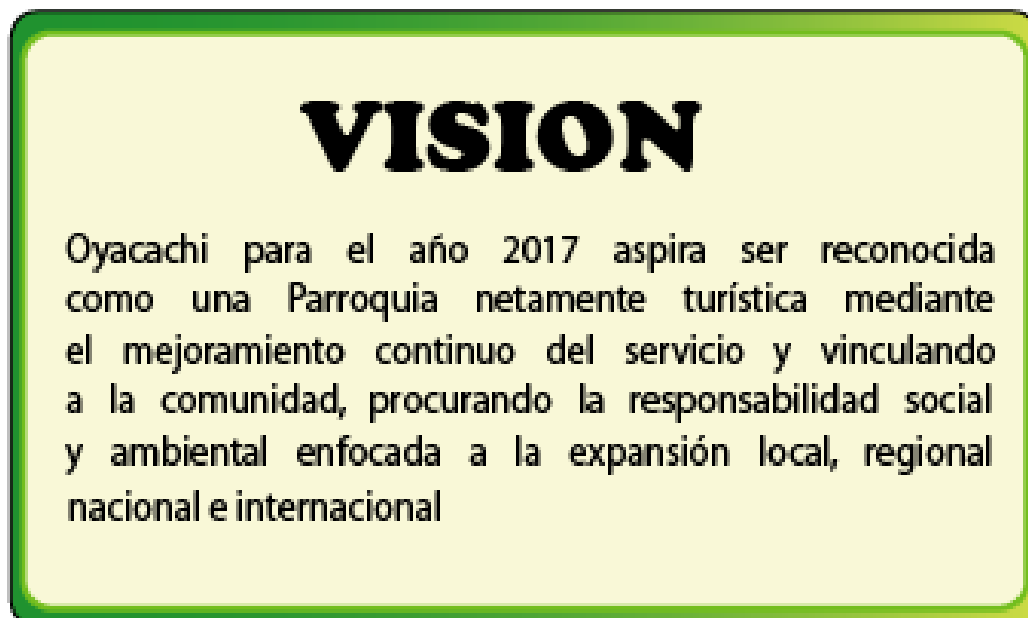 VISION
Oyacachi para el año 2017 aspira ser reconocida
como una Parroquia netamente turística mediante
el mejoramiento continuo del servicio y vinculando
a la comunidad, procurando la responsabilidad social
y ambiental enfocada a la expansión local, regional
nacional e internacional